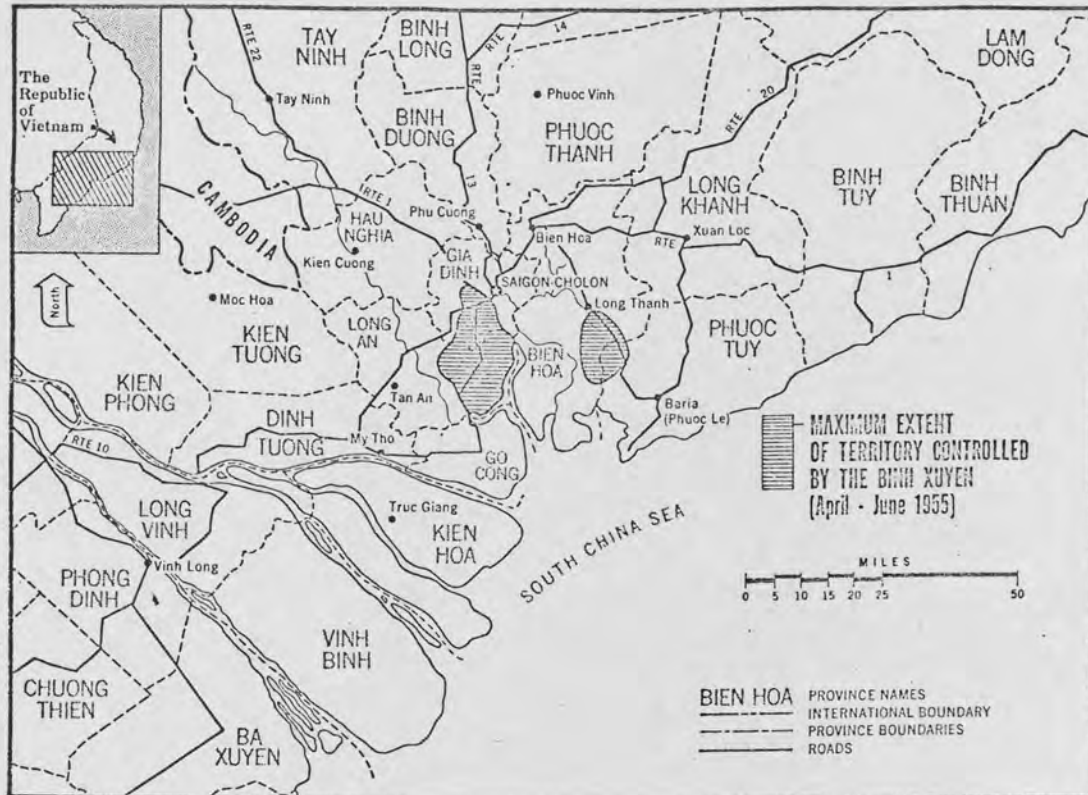 The
Republic
of
Vietnam
RTE 22
TAY
NINH
BINH
LONG
RTE
14
LAM
DONG
Tay Ninh
BINH
DUONG
Phuoc Vinh
PHUOC
THANH
RTE 20
RTE 1
13
CAMBODIA
HAU
NGHIA
Phu Cuong
LONG
KHANH
BINH
TUY
BINH
THUAN
Kien Cuong
GIA
DINH
Bien Hoa
RTE
Xuan Loc
1
SAIGON-CHOLON
Long Thanh
North
Moc Hoa
KIEN
TUONG
LONG
AN
BIEN
HOA
PHUOC
TUY
KIEN
PHONG
Tan An
Baria
(Phuoc Le)
DINH
TUONG
My Tho
GO
CONG
RTE 10
LONG
VINH
Truc Giang
KIEN
HOA
SOUTH CHINA SEA
Vinh Long
PHONG
DINH
VINH
BINH
CHUONG
THIEN
BA
XUYEN
MAXIMUM EXTENT
OF TERRITORY CONTROLLED
BY THE BINH XUYEN
(April - June 1955)
MILES
0 5 10 15 20 25 50
BIEN HOA PROVINCE NAMES
INTERNATIONAL BOUNDARY
PROVINCE BOUNDARIES
ROADS